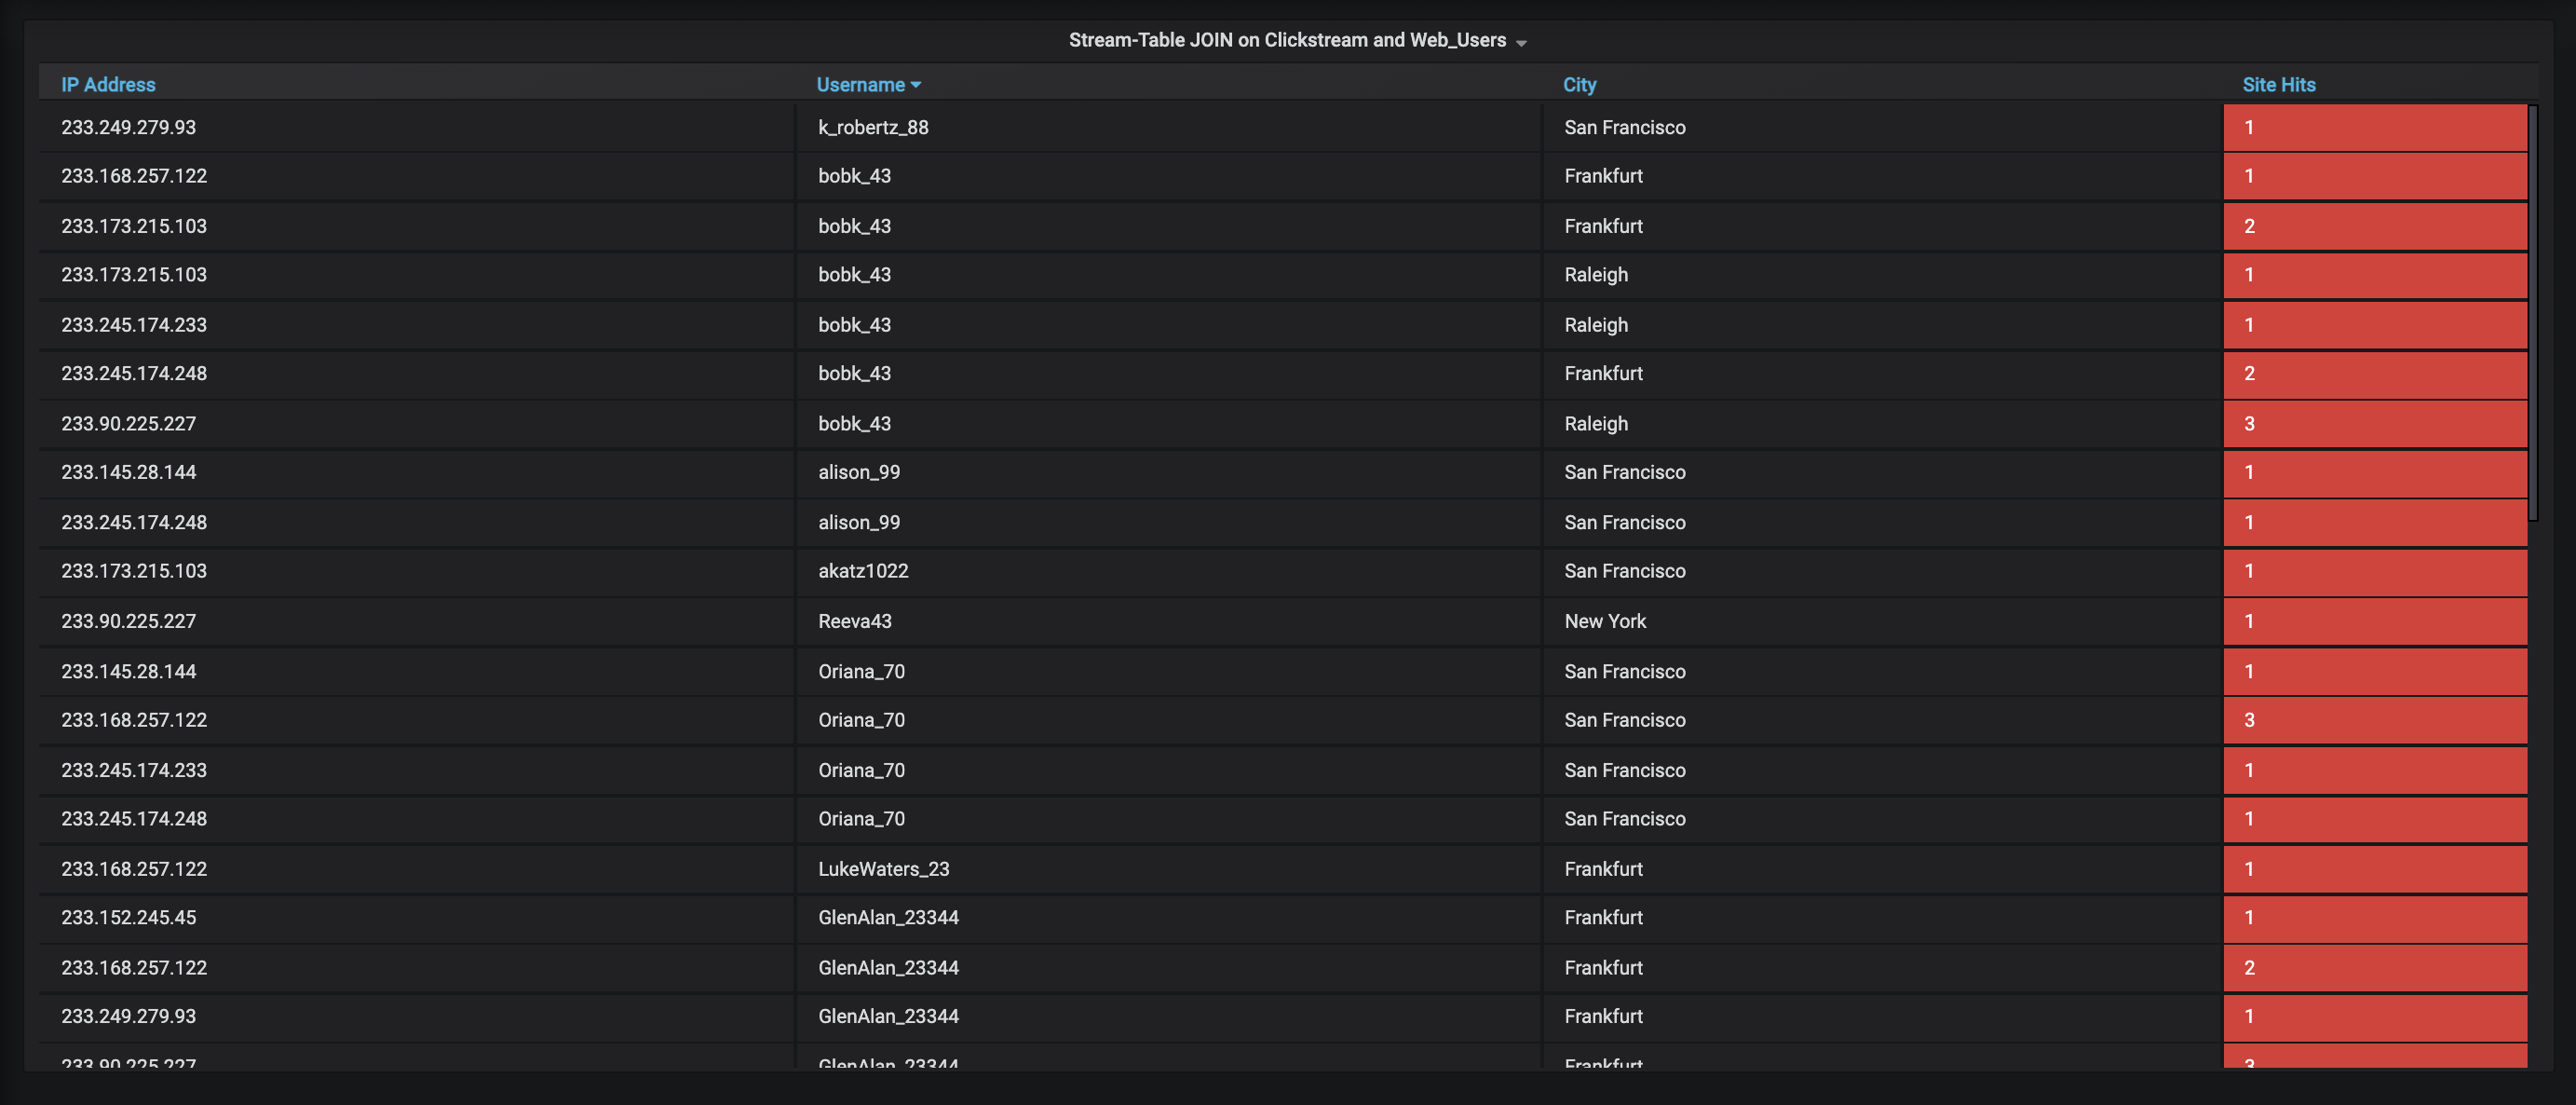 Stream-Table JOIN on Clickstream and Web_Users
IP Address Username City Site Hits
233.249.279.93 k_robertz_88 San Francisco 1
233.168.257.122 bobk_43 Frankfurt 1
233.173.215.103 bobk_43 Frankfurt 2
233.173.215.103 bobk_43 Raleigh 1
233.245.174.233 bobk_43 Raleigh 1
233.245.174.248 bobk_43 Frankfurt 2
233.90.225.227 bobk_43 Raleigh 3
233.145.28.144 alison_99 San Francisco 1
233.245.174.248 alison_99 San Francisco 1
233.173.215.103 akatz1022 San Francisco 1
233.90.225.227 Reeva43 New York 1
233.145.28.144 Oriana_70 San Francisco 1
233.168.257.122 Oriana_70 San Francisco 3
233.245.174.233 Oriana_70 San Francisco 1
233.245.174.248 Oriana_70 San Francisco 1
233.168.257.122 LukeWaters_23 Frankfurt 1
233.152.245.45 GlenAlan_23344 Frankfurt 1
233.168.257.122 GlenAlan_23344 Frankfurt 2
233.249.279.93 GlenAlan_23344 Frankfurt 1
233.90.225.227 GlenAlan_23344 Frankfurt 3